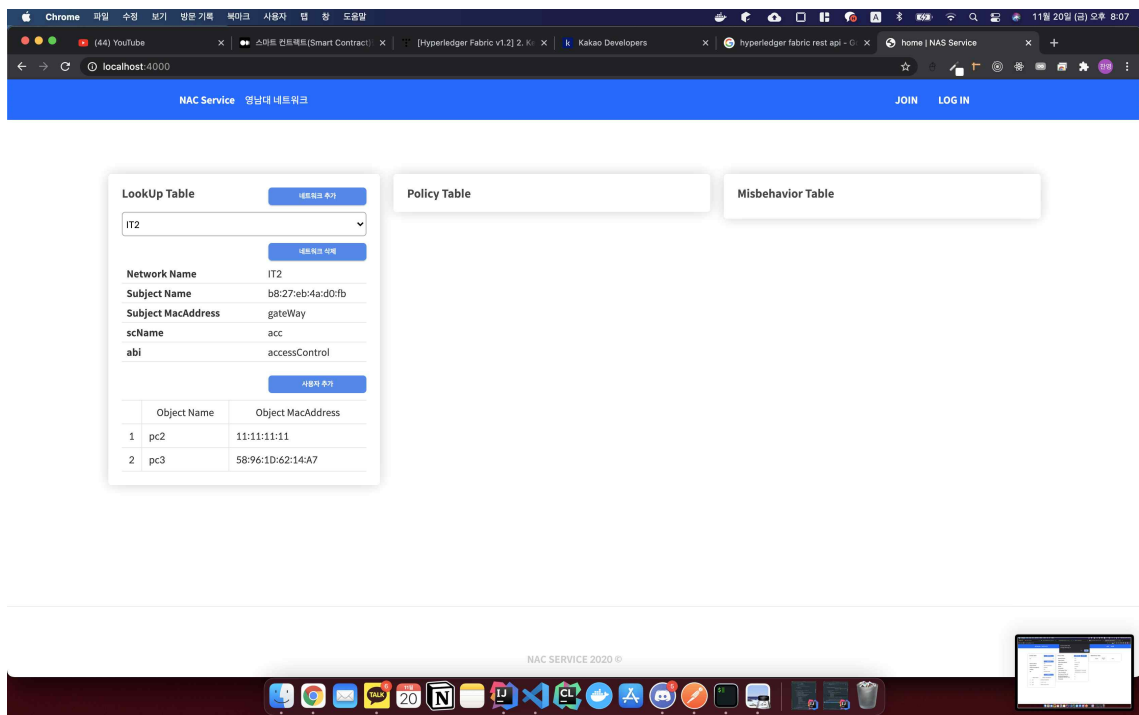 Chrome 파일 수정 보기 방문 기록 북마크 사용자 탭 창 도움말 11월 20일 (금) 오후 8:07
(44) YouTube 스마트 컨트랙트(Smart Contract) [Hyperledger Fabric v1.2] 2. Kakao Developers hyperledger fabric rest api - G home | NAS Service
localhost:4000
NAC Service 영남대 네트워크 JOIN LOG IN
LookUp Table 네트워크 추가 Policy Table Misbehavior Table
IT2
네트워크 삭제
Network Name IT2
Subject Name b8:27:eb:4a:d0:fb
Subject MacAddress gateWay
scName acc
abi accessControl
사용자 추가
Object Name Object MacAddress
1 pc2 11:11:11:11
2 pc3 58:96:1D:62:14:A7
NAC SERVICE 2020 ©
TALK 11월 20